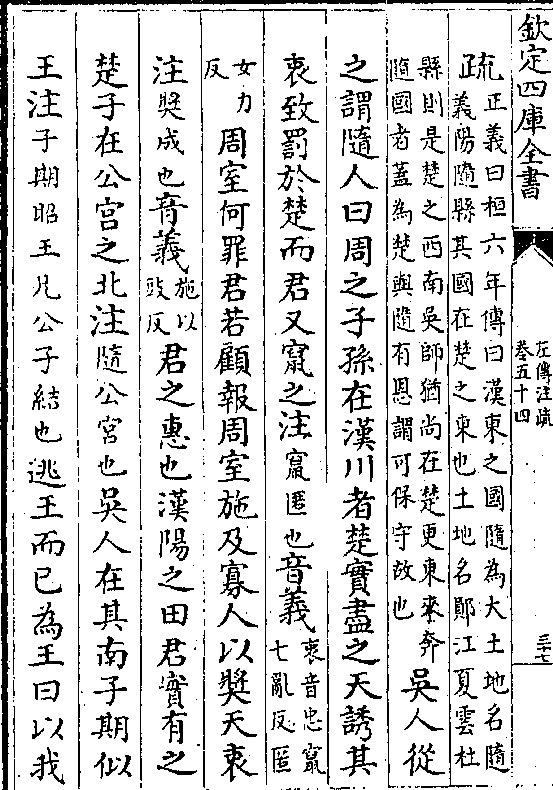 欽定四庫全書
左傳注疏
卷五十四
三七
疏正義曰桓六年傳曰漢東之國隨為大土地名隨
義陽隨縣其國在楚之東也土地名鄖江夏雲杜
縣則是楚之西南吳師猶尚在楚更東來奔
隨國者蓋為楚與隨有恩謂可保守故也吳人從
之謂隨人曰周之子孫在漢川者楚實盡之天誘其
衷致罰於楚而君又竄之注竄匿也音義衷音忠竄
七亂反匿
女力
反周室何罪君若顧報周室施及寡人以奬天衷
注奬成也音義施以
豉反君之惠也漢陽之田君實有之
楚子在公宮之北注隨公宮也吳人在其南子期似
王注子期昭王兄公子結也逃王而已為王曰以我